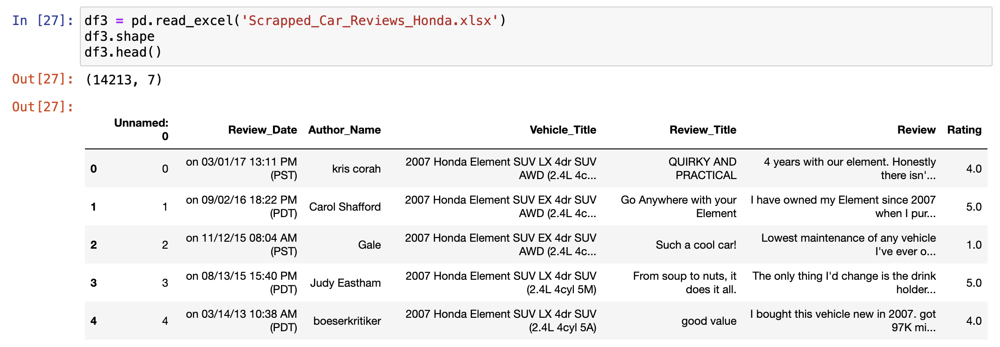 In [27]: df3 = pd.read_excel('Scrapped_Car_Reviews_Honda.xlsx')
df3.shape
df3.head()
Out[27]: (14213, 7)
Out[27]:
Unnamed: 0 Review_Date Author_Name Vehicle_Title Review_Title Review Rating
0 0 on 03/01/17 13:11 PM (PST) kris corah 2007 Honda Element SUV LX 4dr SUV AWD (2.4L 4c... QUIRKY AND PRACTICAL 4 years with our element. Honestly there isn'... 4.0
1 1 on 09/02/16 18:22 PM (PDT) Carol Shafford 2007 Honda Element SUV EX 4dr SUV AWD (2.4L 4c... Go Anywhere with your Element I have owned my Element since 2007 when I pur... 5.0
2 2 on 11/12/15 08:04 AM (PST) Gale 2007 Honda Element SUV EX 4dr SUV AWD (2.4L 4c... Such a cool car! Lowest maintenance of any vehicle I've ever o... 1.0
3 3 on 08/13/15 15:40 PM (PDT) Judy Eastham 2007 Honda Element SUV LX 4dr SUV (2.4L 4cyl 5M) From soup to nuts, it does it all. The only thing I'd change is the drink holder... 5.0
4 4 on 03/14/13 10:38 AM (PDT) boeserkritiker 2007 Honda Element SUV LX 4dr SUV (2.4L 4cyl 5A) good value I bought this vehicle new in 2007. got 97K mi... 4.0